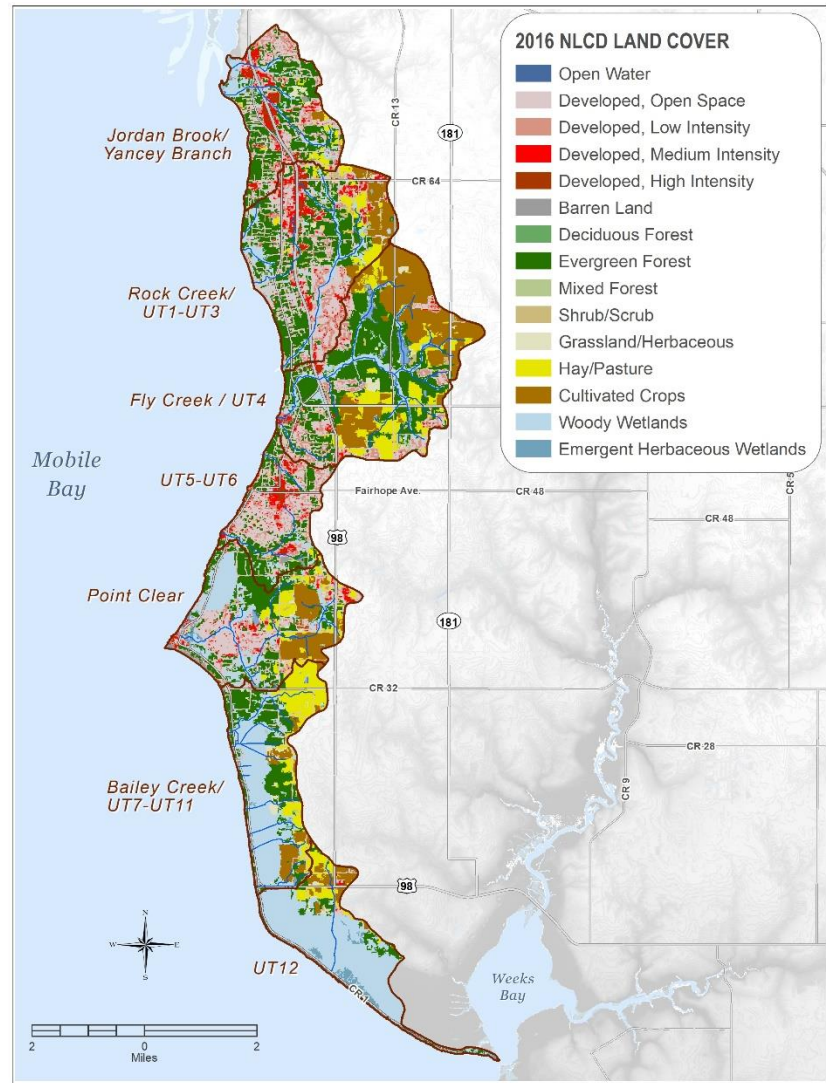 2016 NLCD LAND COVER
Open Water
Developed, Open Space
Developed, Low Intensity
Developed, Medium Intensity
Developed, High Intensity
Barren Land
Deciduous Forest
Evergreen Forest
Mixed Forest
Shrub/Scrub
Grassland/Herbaceous
Hay/Pasture
Cultivated Crops
Woody Wetlands
Emergent Herbaceous Wetlands
CR 13
181
Jordan Brook/
Yancey Branch
CR 64
Rock Creek/
UT1-UT3
Fly Creek / UT4
Mobile
Bay
UT5-UT6
Fairhope Ave.
CR 48
CR 5
CR 48
98
Point Clear
181
CR 32
CR 28
CR 9
Bailey Creek/
UT7-UT11
98
N
W
E
S
UT12
CR 1
Weeks
Bay
2
0
2
Miles